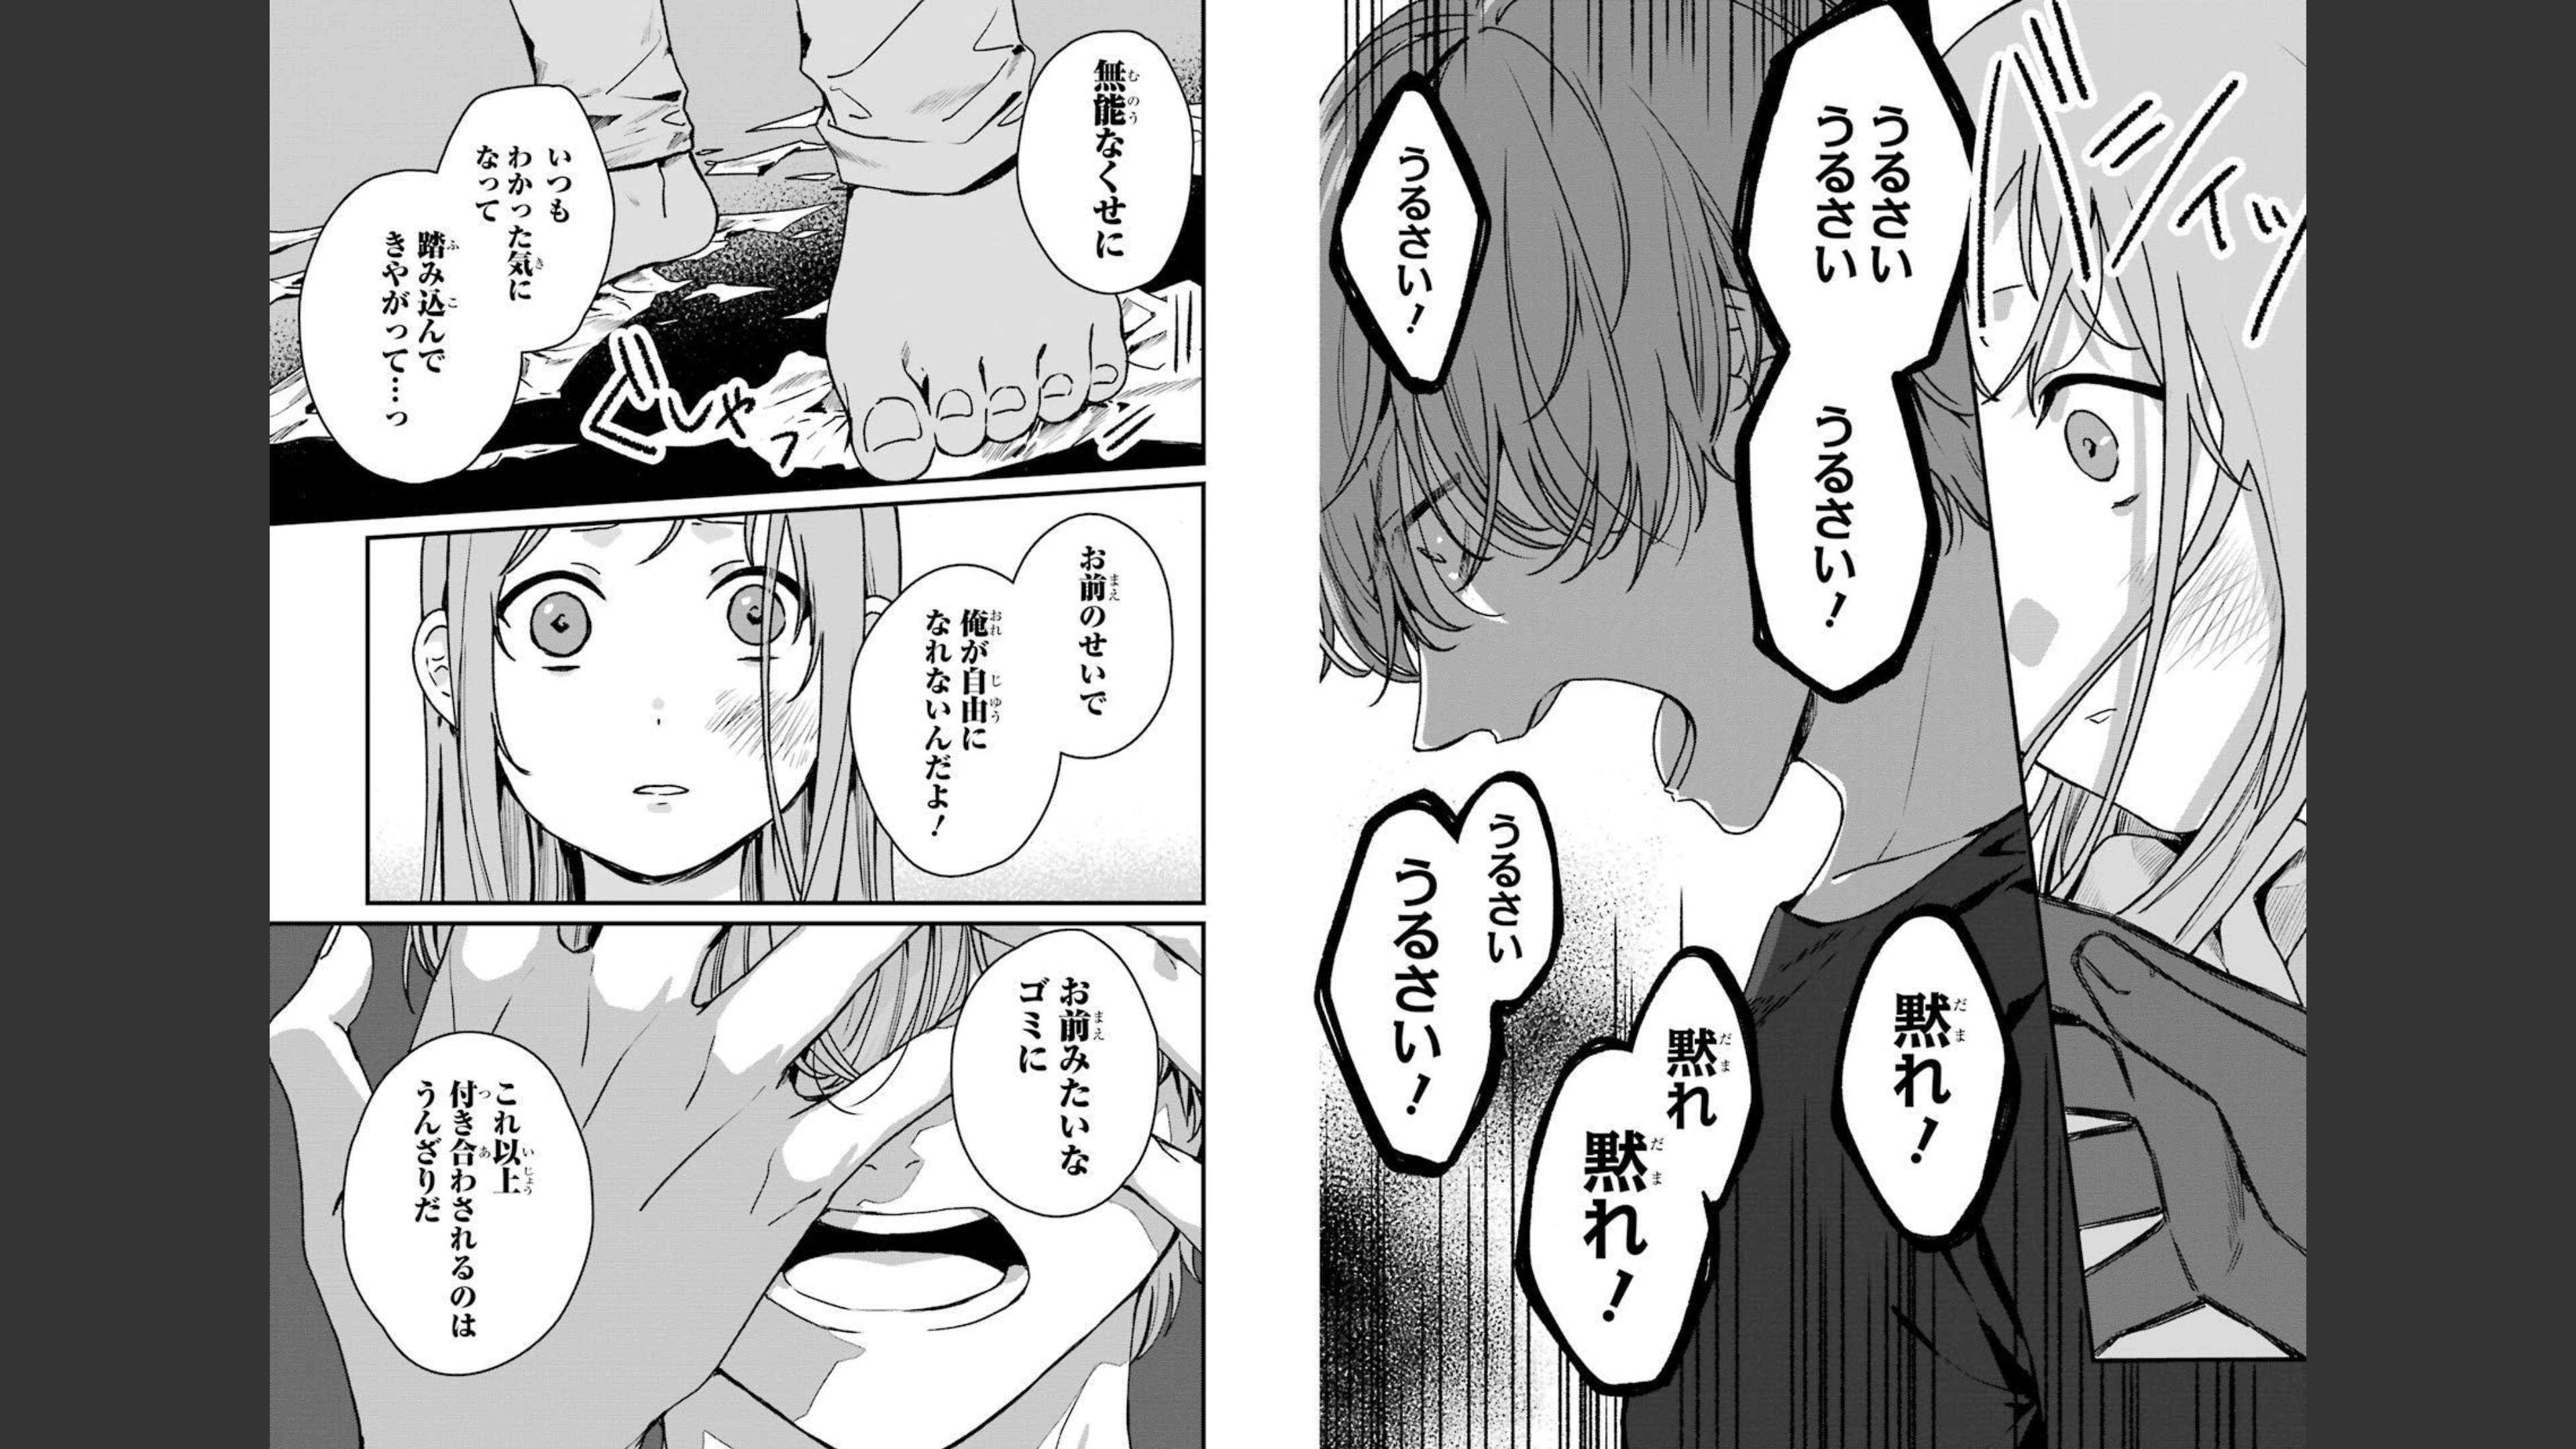 バシィッ
うるさい
うるさい
うるさい！
うるさい！
うるさい
うるさい！
黙れ！
黙れ
黙れ！
無能なくせに
いつも
わかった気に
なって
踏み込んで
きやがって…っ
ぐしゃっ
お前のせいで
俺が自由に
なれないんだよ！
お前みたいな
ゴミに
これ以上
付き合わされるのは
うんざりだ